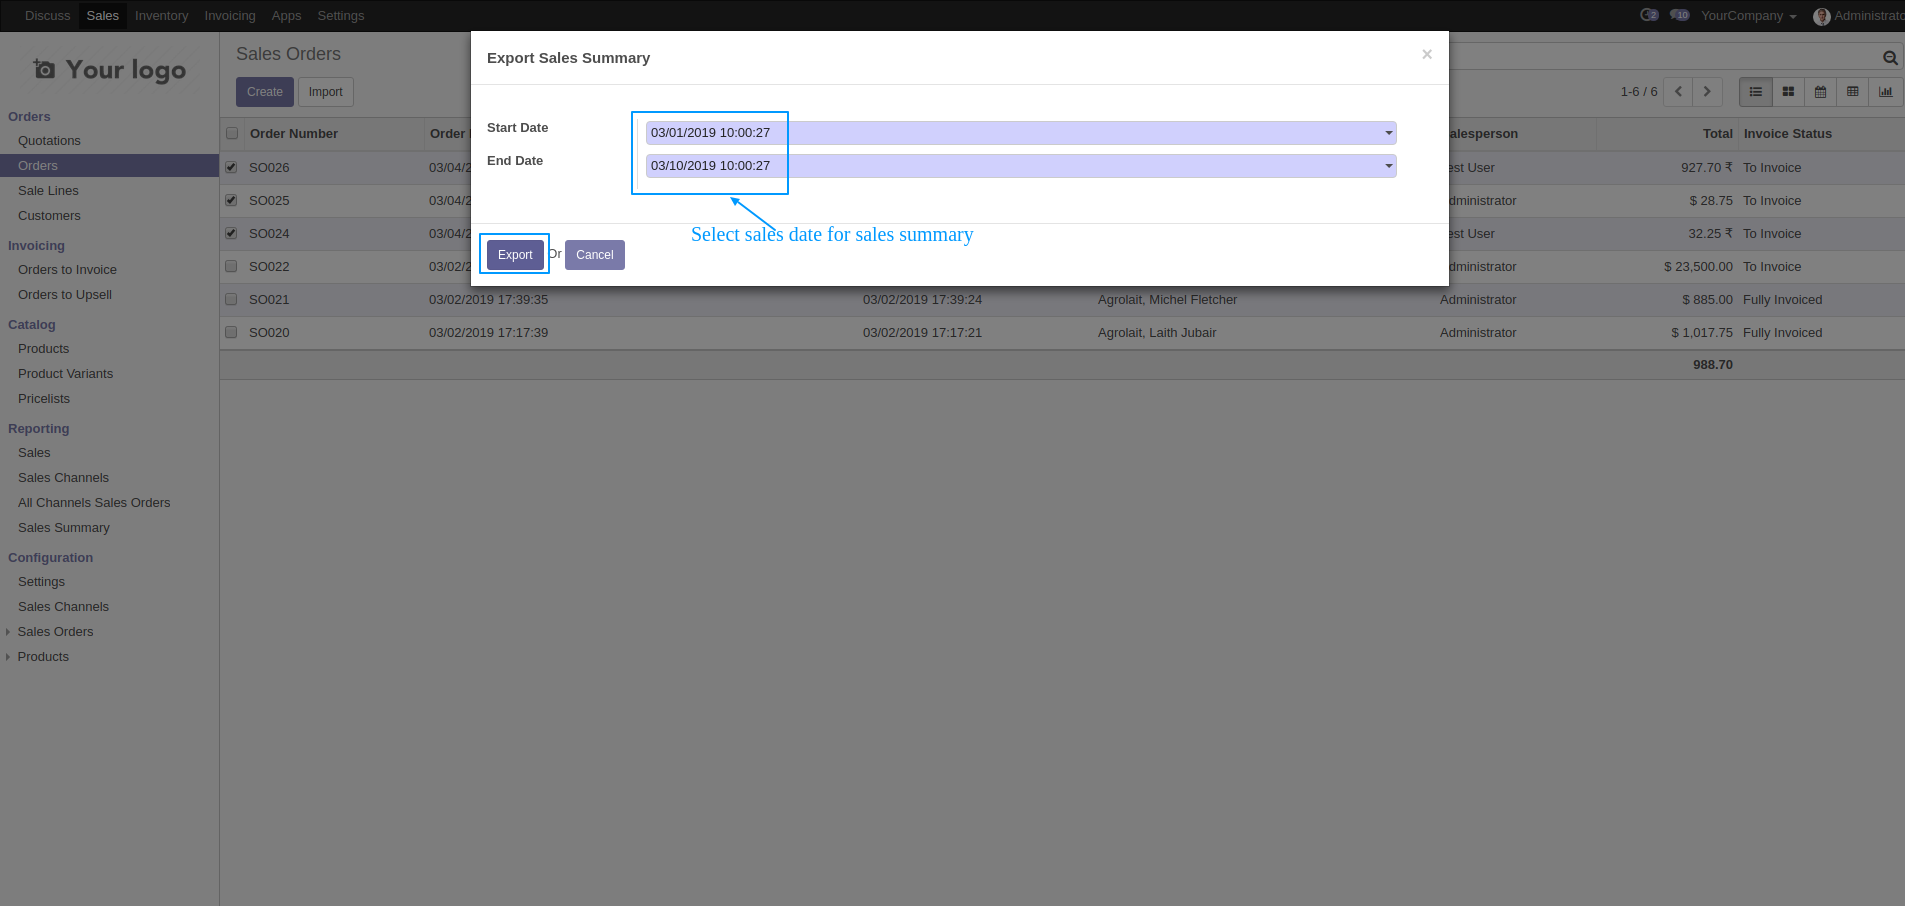 Discuss Sales Inventory Invoicing Apps Settings 2 10 YourCompany Administrato
Your logo
Orders
Quotations
Orders
Sale Lines
Customers
Invoicing
Orders to Invoice
Orders to Upsell
Catalog
Products
Product Variants
Pricelists
Reporting
Sales
Sales Channels
All Channels Sales Orders
Sales Summary
Configuration
Settings
Sales Channels
Sales Orders
Products
Sales Orders
Create Import
1-6 / 6
Export Sales Summary ×
Start Date 03/01/2019 10:00:27
End Date 03/10/2019 10:00:27
Select sales date for sales summary
Export Or Cancel
Order Number Order alesperson Total Invoice Status
SO026 03/04/2 est User 927.70 ₹ To Invoice
SO025 03/04/2 dministrator $ 28.75 To Invoice
SO024 03/04/2 est User 32.25 ₹ To Invoice
SO022 03/02/2 dministrator $ 23,500.00 To Invoice
SO021 03/02/2019 17:39:35 03/02/2019 17:39:24 Agrolait, Michel Fletcher Administrator $ 885.00 Fully Invoiced
SO020 03/02/2019 17:17:39 03/02/2019 17:17:21 Agrolait, Laith Jubair Administrator $ 1,017.75 Fully Invoiced
988.70